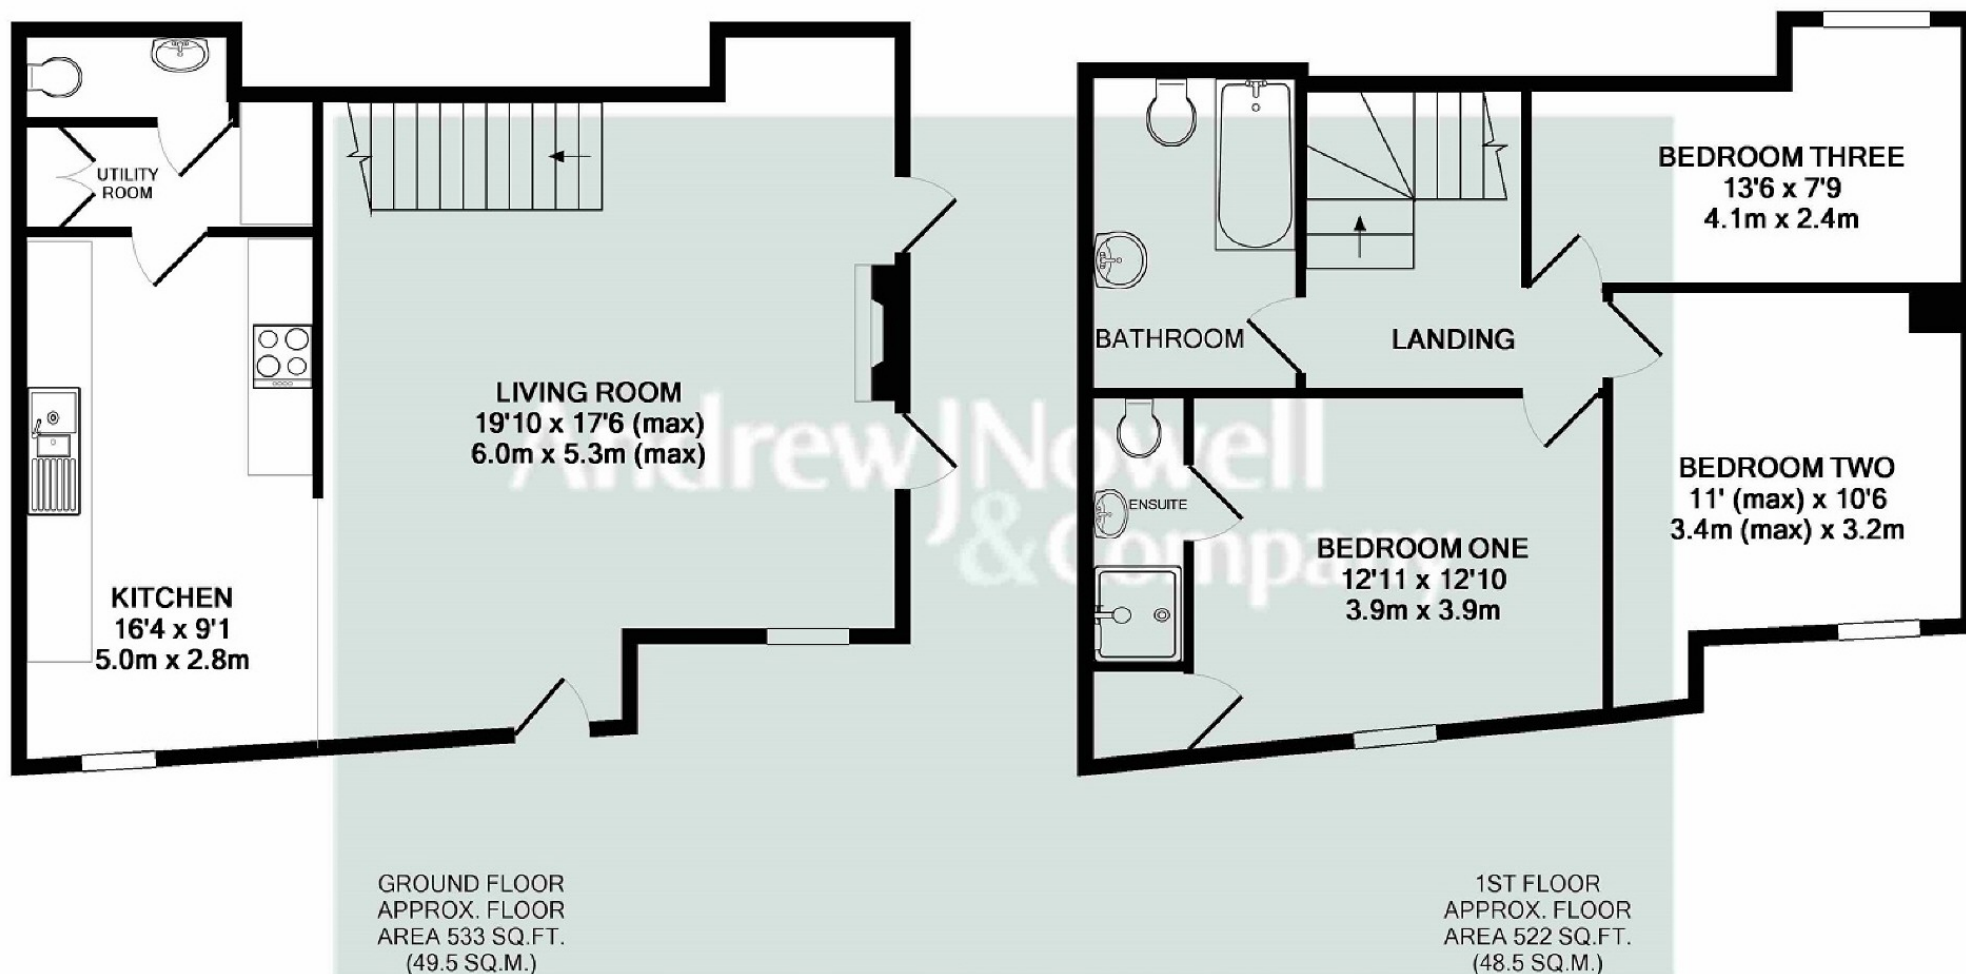 UTILITY
ROOM
KITCHEN
16'4 x 9'1
5.0m x 2.8m
LIVING ROOM
19'10 x 17'6 (max)
6.0m x 5.3m (max)
Andrew J Nowell
& Company
BATHROOM
LANDING
ENSUITE
BEDROOM ONE
12'11 x 12'10
3.9m x 3.9m
BEDROOM THREE
13'6 x 7'9
4.1m x 2.4m
BEDROOM TWO
11' (max) x 10'6
3.4m (max) x 3.2m
GROUND FLOOR
APPROX. FLOOR
AREA 533 SQ.FT.
(49.5 SQ.M.)
1ST FLOOR
APPROX. FLOOR
AREA 522 SQ.FT.
(48.5 SQ.M.)